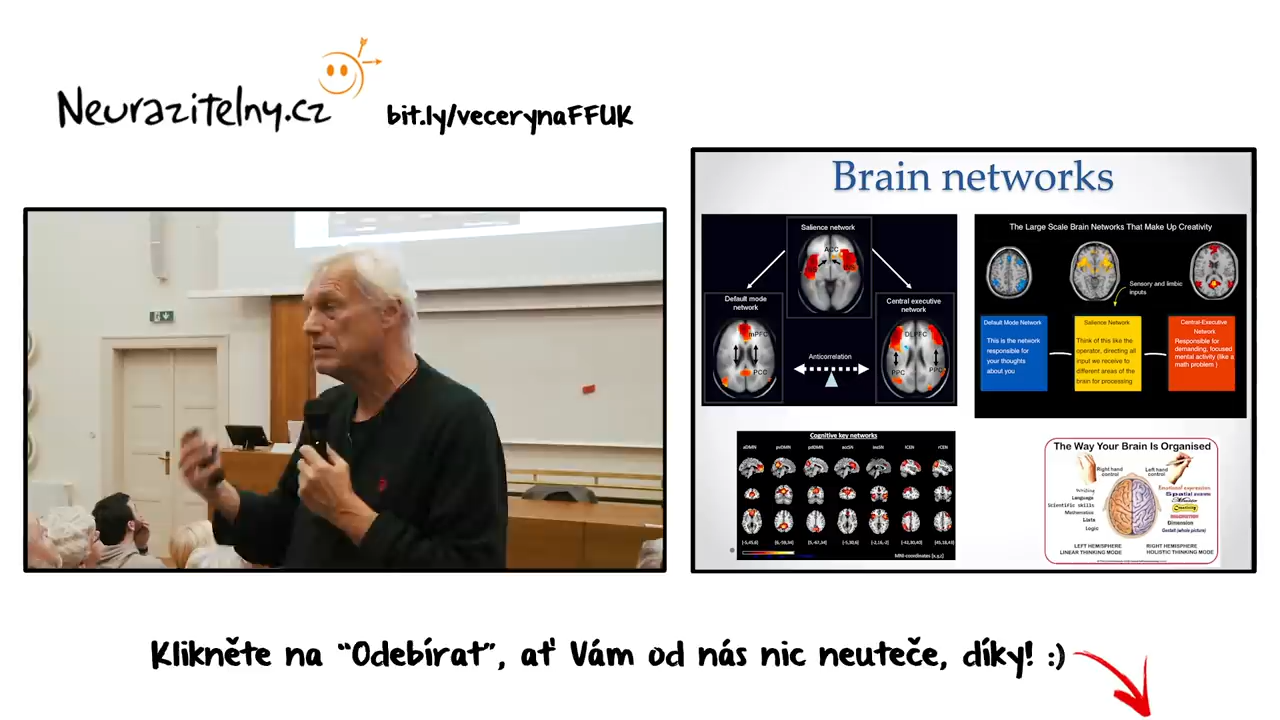 Neurazitelny.cz
bit.ly/vecerynaFFUK
Brain networks
Salience network
ACC
Default mode
network
mPFC
PCC
Central executive
network
DLPFC
PPC
PPC
Anticorrelation
The Large Scale Brain Networks That Make Up Creativity
Sensory and limbic
inputs
Default Mode Network
This is the network
responsible for
your thoughts
about you
Salience Network
Think of this like the
operator, directing all
input we receive to
different areas of the
brain for processing
Central-Executive
Network
Responsible for
demanding, focused
mental activity (like a
math problem )
Cognitive key networks
MNI-coordinates [x,y,z]
The Way Your Brain Is Organised
Right hand
control
Left hand
control
Writing
Language
Scientific skills
Mathematics
Lists
Logic
Emotional expression
Spatial awareness
Music
Creativity
Imagination
Dimension
Gestalt (whole picture)
LEFT HEMISPHERE
LINEAR THINKING MODE
RIGHT HEMISPHERE
HOLISTIC THINKING MODE
Klikněte na “Odebírat”, ať Vám od nás nic neuteče, díky! :)